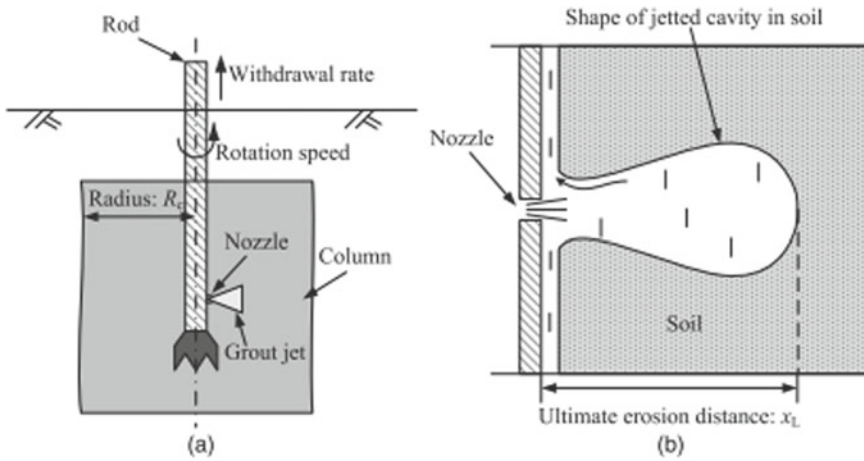 Rod
Withdrawal rate
Rotation speed
Radius: Rc
Nozzle
Column
Grout jet
(a)
Shape of jetted cavity in soil
Nozzle
Soil
Ultimate erosion distance: xL
(b)